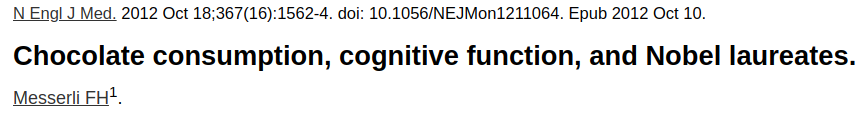 N Engl J Med. 2012 Oct 18;367(16):1562-4. doi: 10.1056/NEJMon1211064. Epub 2012 Oct 10.
Chocolate consumption, cognitive function, and Nobel laureates.
Messerli FH1.